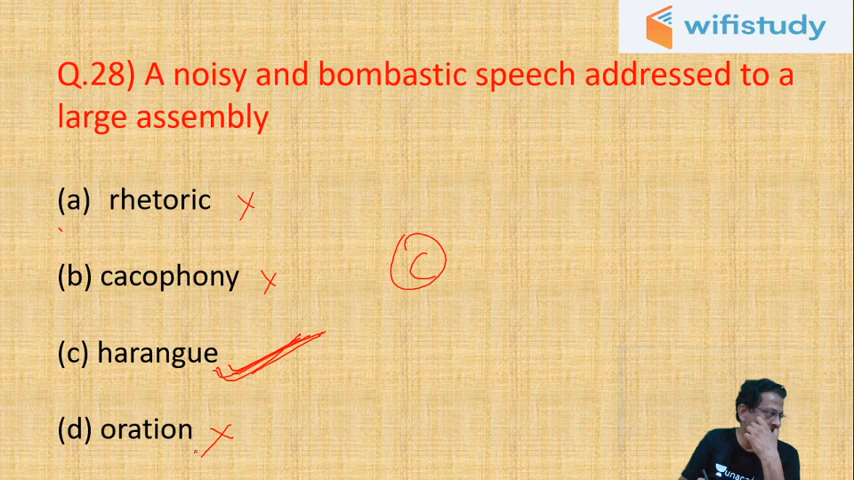 wifistudy
Q.28) A noisy and bombastic speech addressed to a
large assembly
(a) rhetoric
(b) cacophony
C
(c) harangue
(d) oration